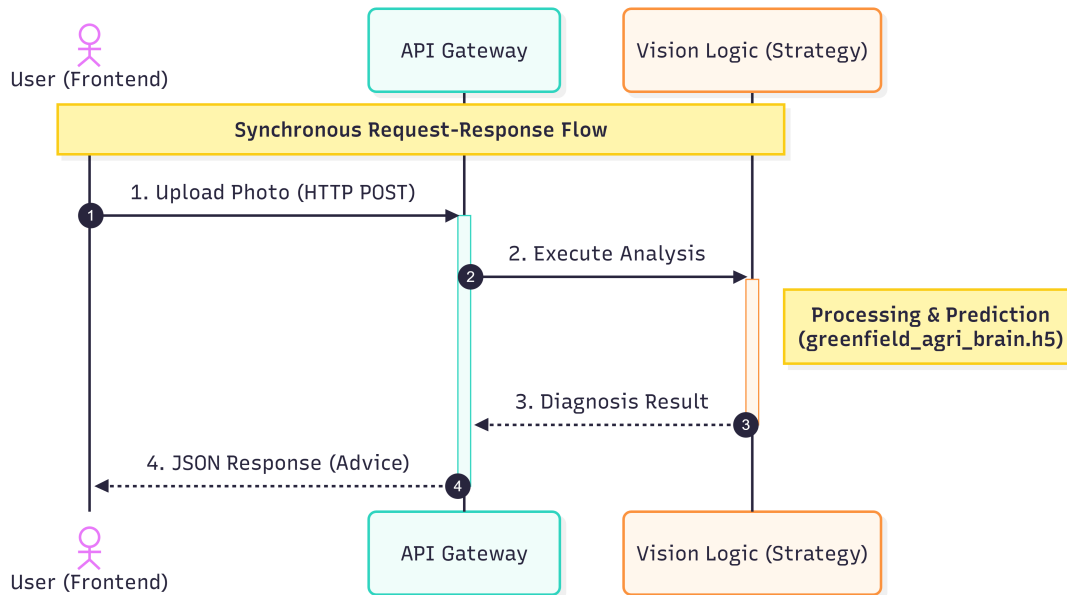 User (Frontend)
API Gateway
Vision Logic (Strategy)
Synchronous Request-Response Flow
1. Upload Photo (HTTP POST)
1
2. Execute Analysis
2
Processing & Prediction
(greenfield_agri_brain.h5)
3. Diagnosis Result
3
4. JSON Response (Advice)
4
User (Frontend)
API Gateway
Vision Logic (Strategy)